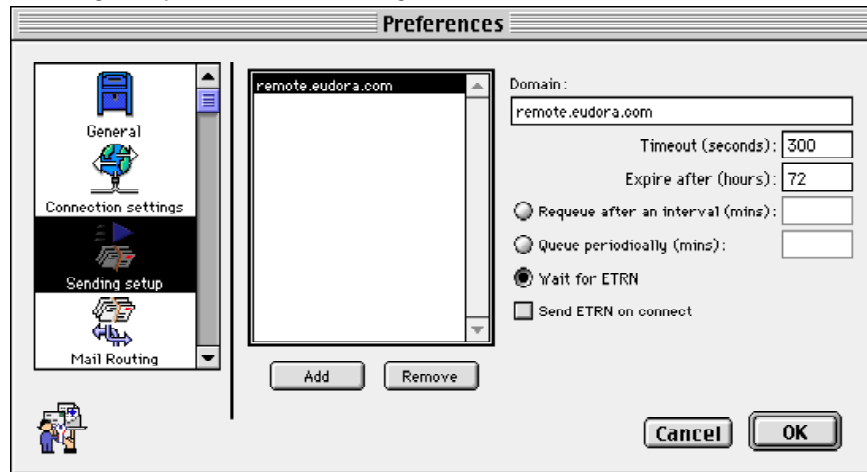 Preferences
General
Connection settings
Sending setup
Mail Routing
remote.eudora.com
Add
Remove
Domain:
remote.eudora.com
Timeout (seconds): 300
Expire after (hours): 72
Requeue after an interval (mins):
Queue periodically (mins):
Wait for ETRN
Send ETRN on connect
Cancel
OK